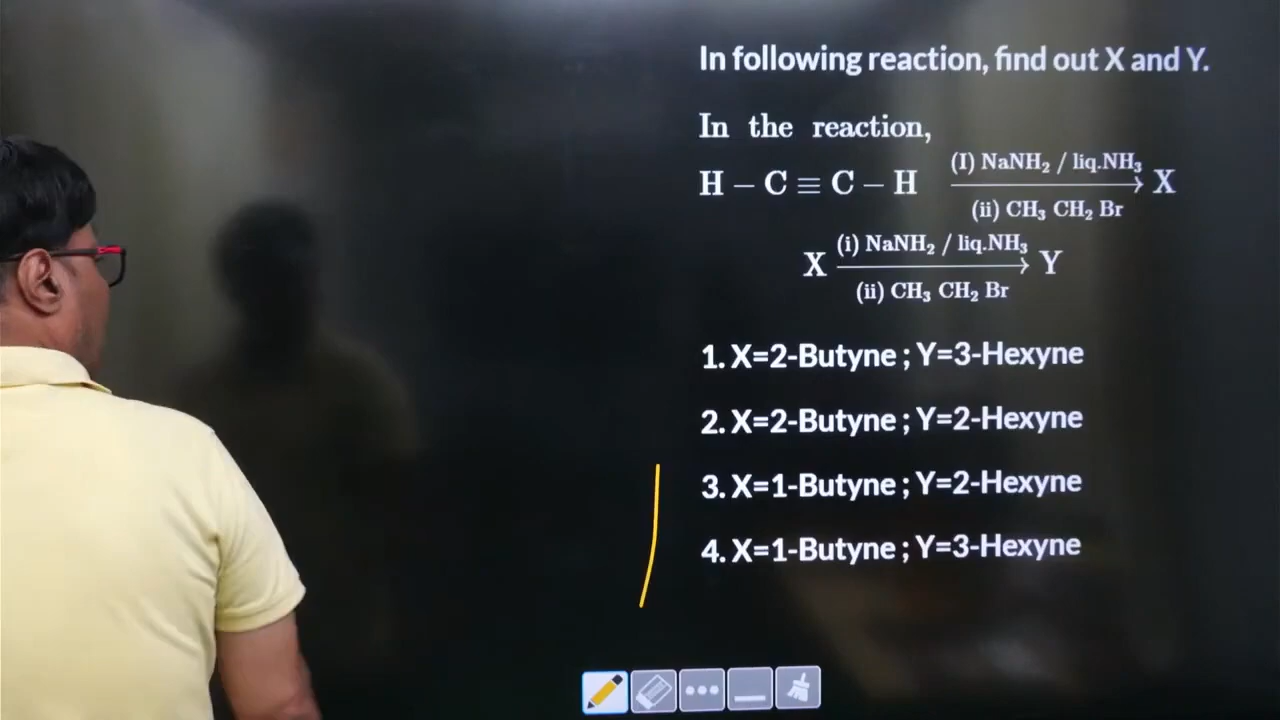 In following reaction, find out X and Y.
In the reaction,
H – C ≡ C – H (I) NaNH₂ / liq.NH₃ (ii) CH₃ CH₂ Br → X
X (i) NaNH₂ / liq.NH₃ (ii) CH₃ CH₂ Br → Y
1. X=2-Butyne ; Y=3-Hexyne
2. X=2-Butyne ; Y=2-Hexyne
3. X=1-Butyne ; Y=2-Hexyne
4. X=1-Butyne ; Y=3-Hexyne